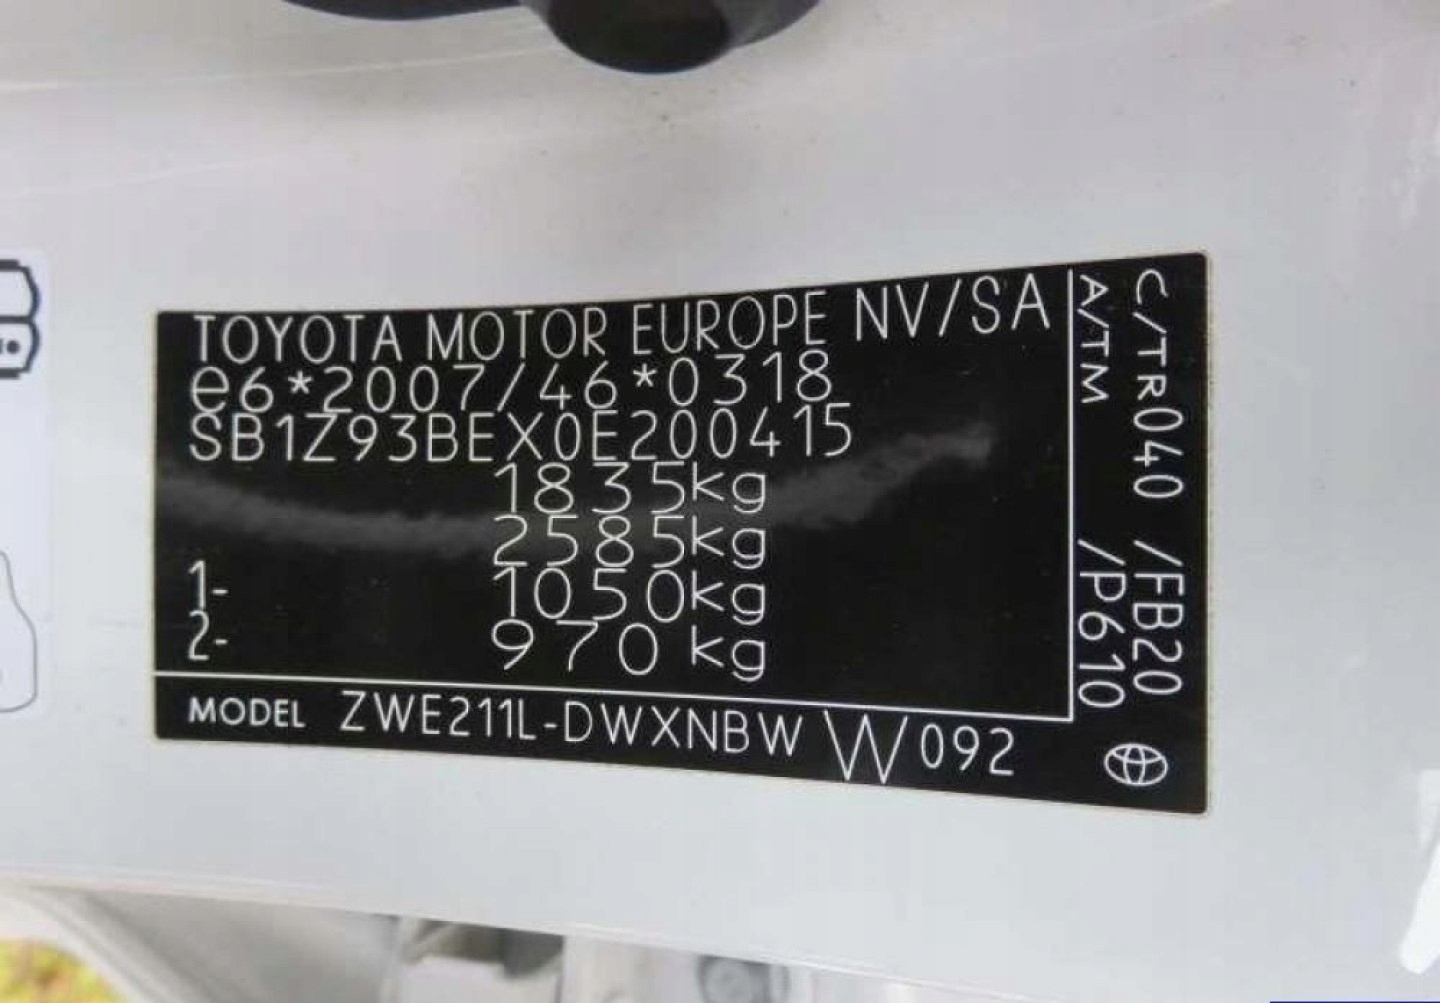 TOYOTA MOTOR EUROPE NV/SA
e6*2007/46*0318
SB1Z93BEX0E200415
1835kg
2585kg
1- 1050kg
2- 970 kg
MODEL ZWE211L-DWXNBW W092
C/TR040 /FB20
A/TM /P610